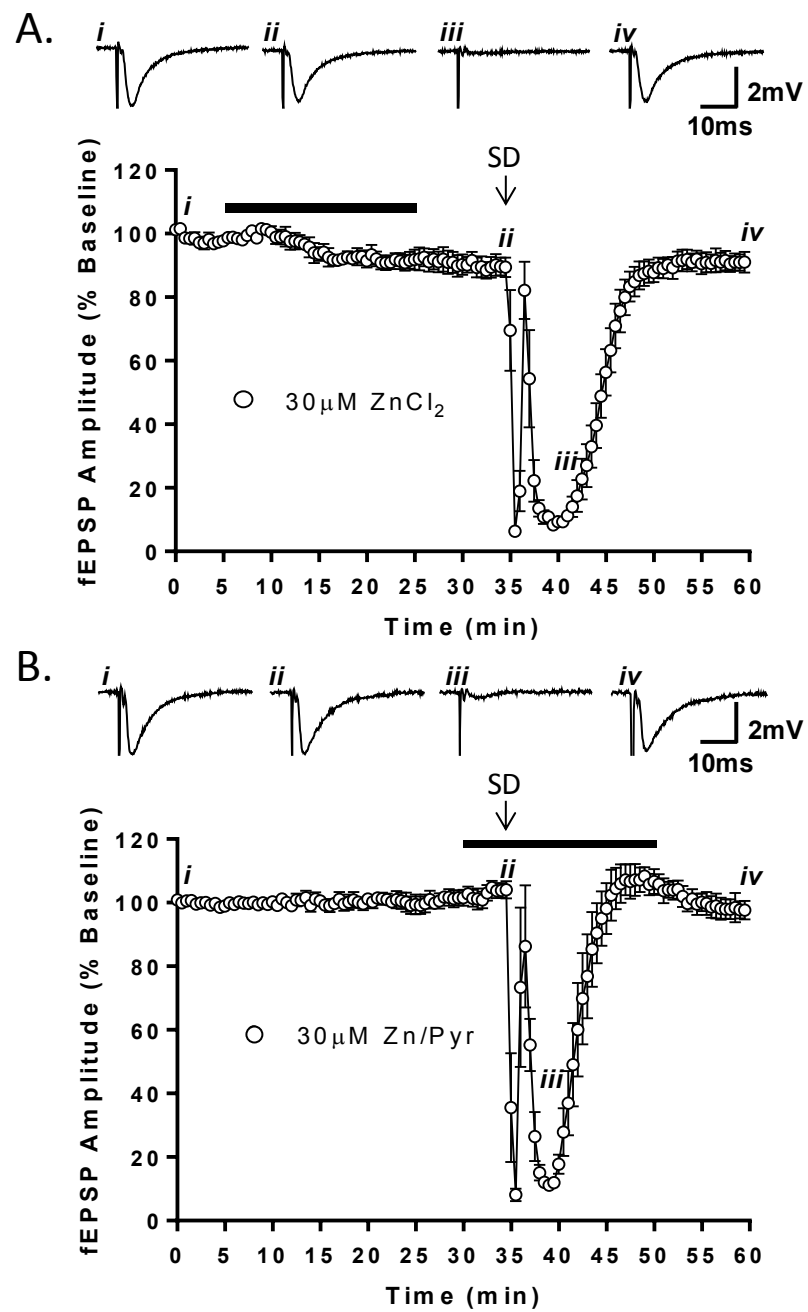 A.
i ii iii iv
2mV
10ms
SD
fEPSP Amplitude (% Baseline)
120
100
80
60
40
20
0
i
ii
iii
iv
30μM ZnCl₂
0 5 10 15 20 25 30 35 40 45 50 55 60
Time (min)
B.
i ii iii iv
2mV
10ms
SD
fEPSP Amplitude (% Baseline)
120
100
80
60
40
20
0
i
ii
iii
iv
30μM Zn/Pyr
0 5 10 15 20 25 30 35 40 45 50 55 60
Time (min)